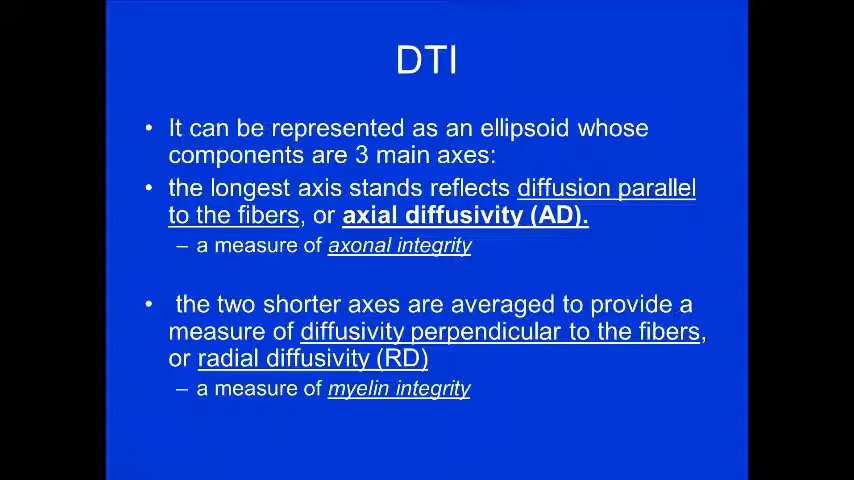 DTI
• It can be represented as an ellipsoid whose
components are 3 main axes:
• the longest axis stands reflects diffusion parallel
to the fibers, or axial diffusivity (AD).
– a measure of axonal integrity
• the two shorter axes are averaged to provide a
measure of diffusivity perpendicular to the fibers,
or radial diffusivity (RD)
– a measure of myelin integrity